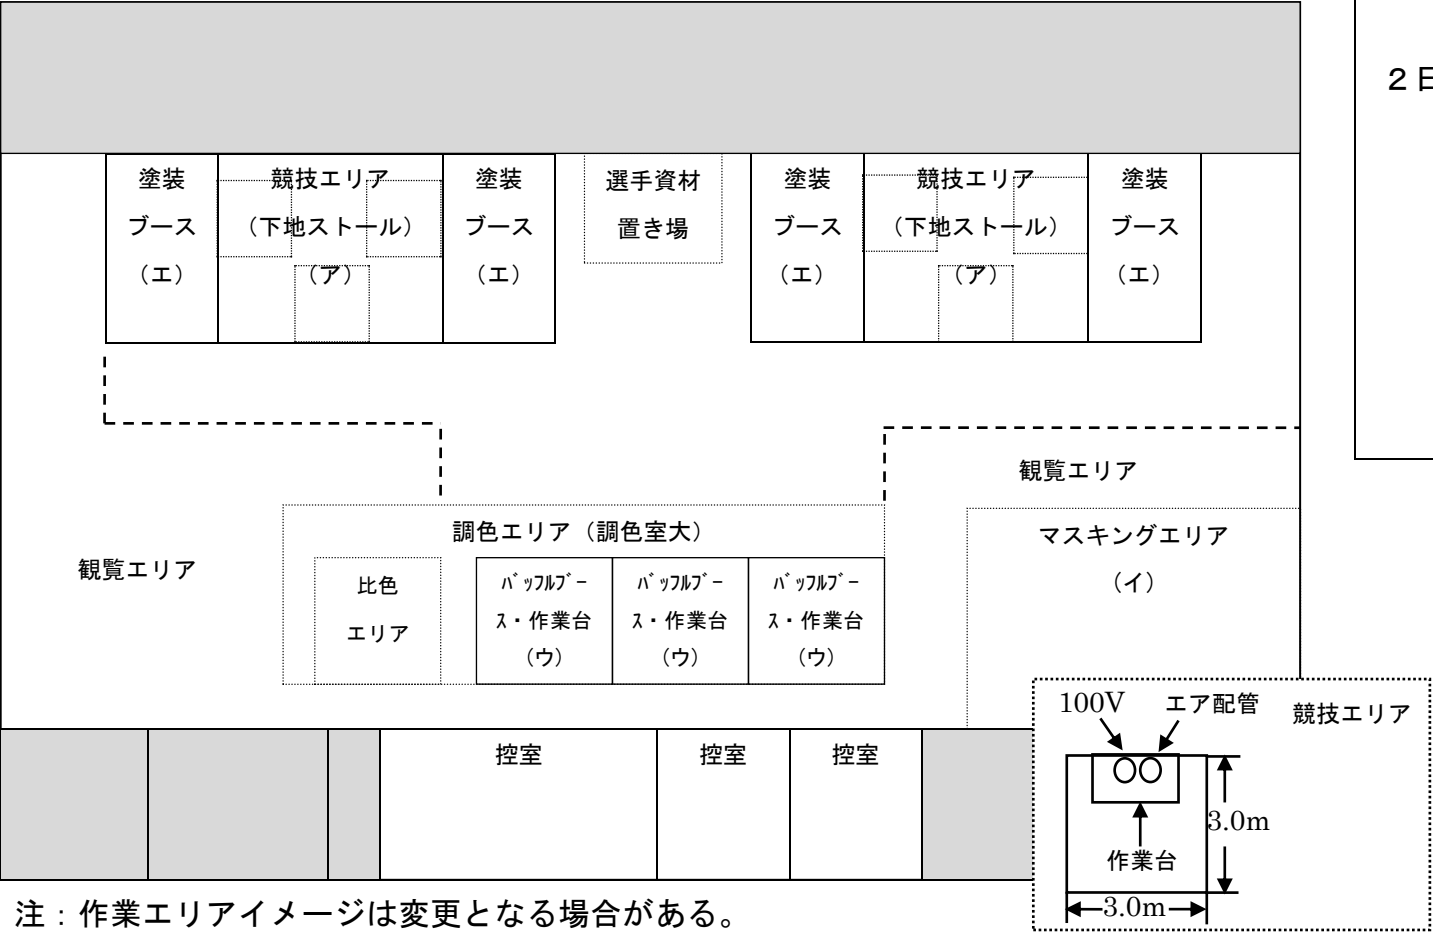 2日
塗装
ブース
（エ）
競技エリア
（下地ストール）
（ア）
塗装
ブース
（エ）
選手資材
置き場
塗装
ブース
（エ）
競技エリア
（下地ストール）
（ア）
塗装
ブース
（エ）
観覧エリア
観覧エリア
調色エリア（調色室大）
比色
エリア
ﾊﾞｯﾌﾙﾌﾞｰ
ｽ・作業台
（ウ）
ﾊﾞｯﾌﾙﾌﾞｰ
ｽ・作業台
（ウ）
ﾊﾞｯﾌﾙﾌﾞｰ
ｽ・作業台
（ウ）
マスキングエリア
（イ）
控室
控室
控室
100V
エア配管
競技エリア
3.0m
作業台
3.0m
注：作業エリアイメージは変更となる場合がある。